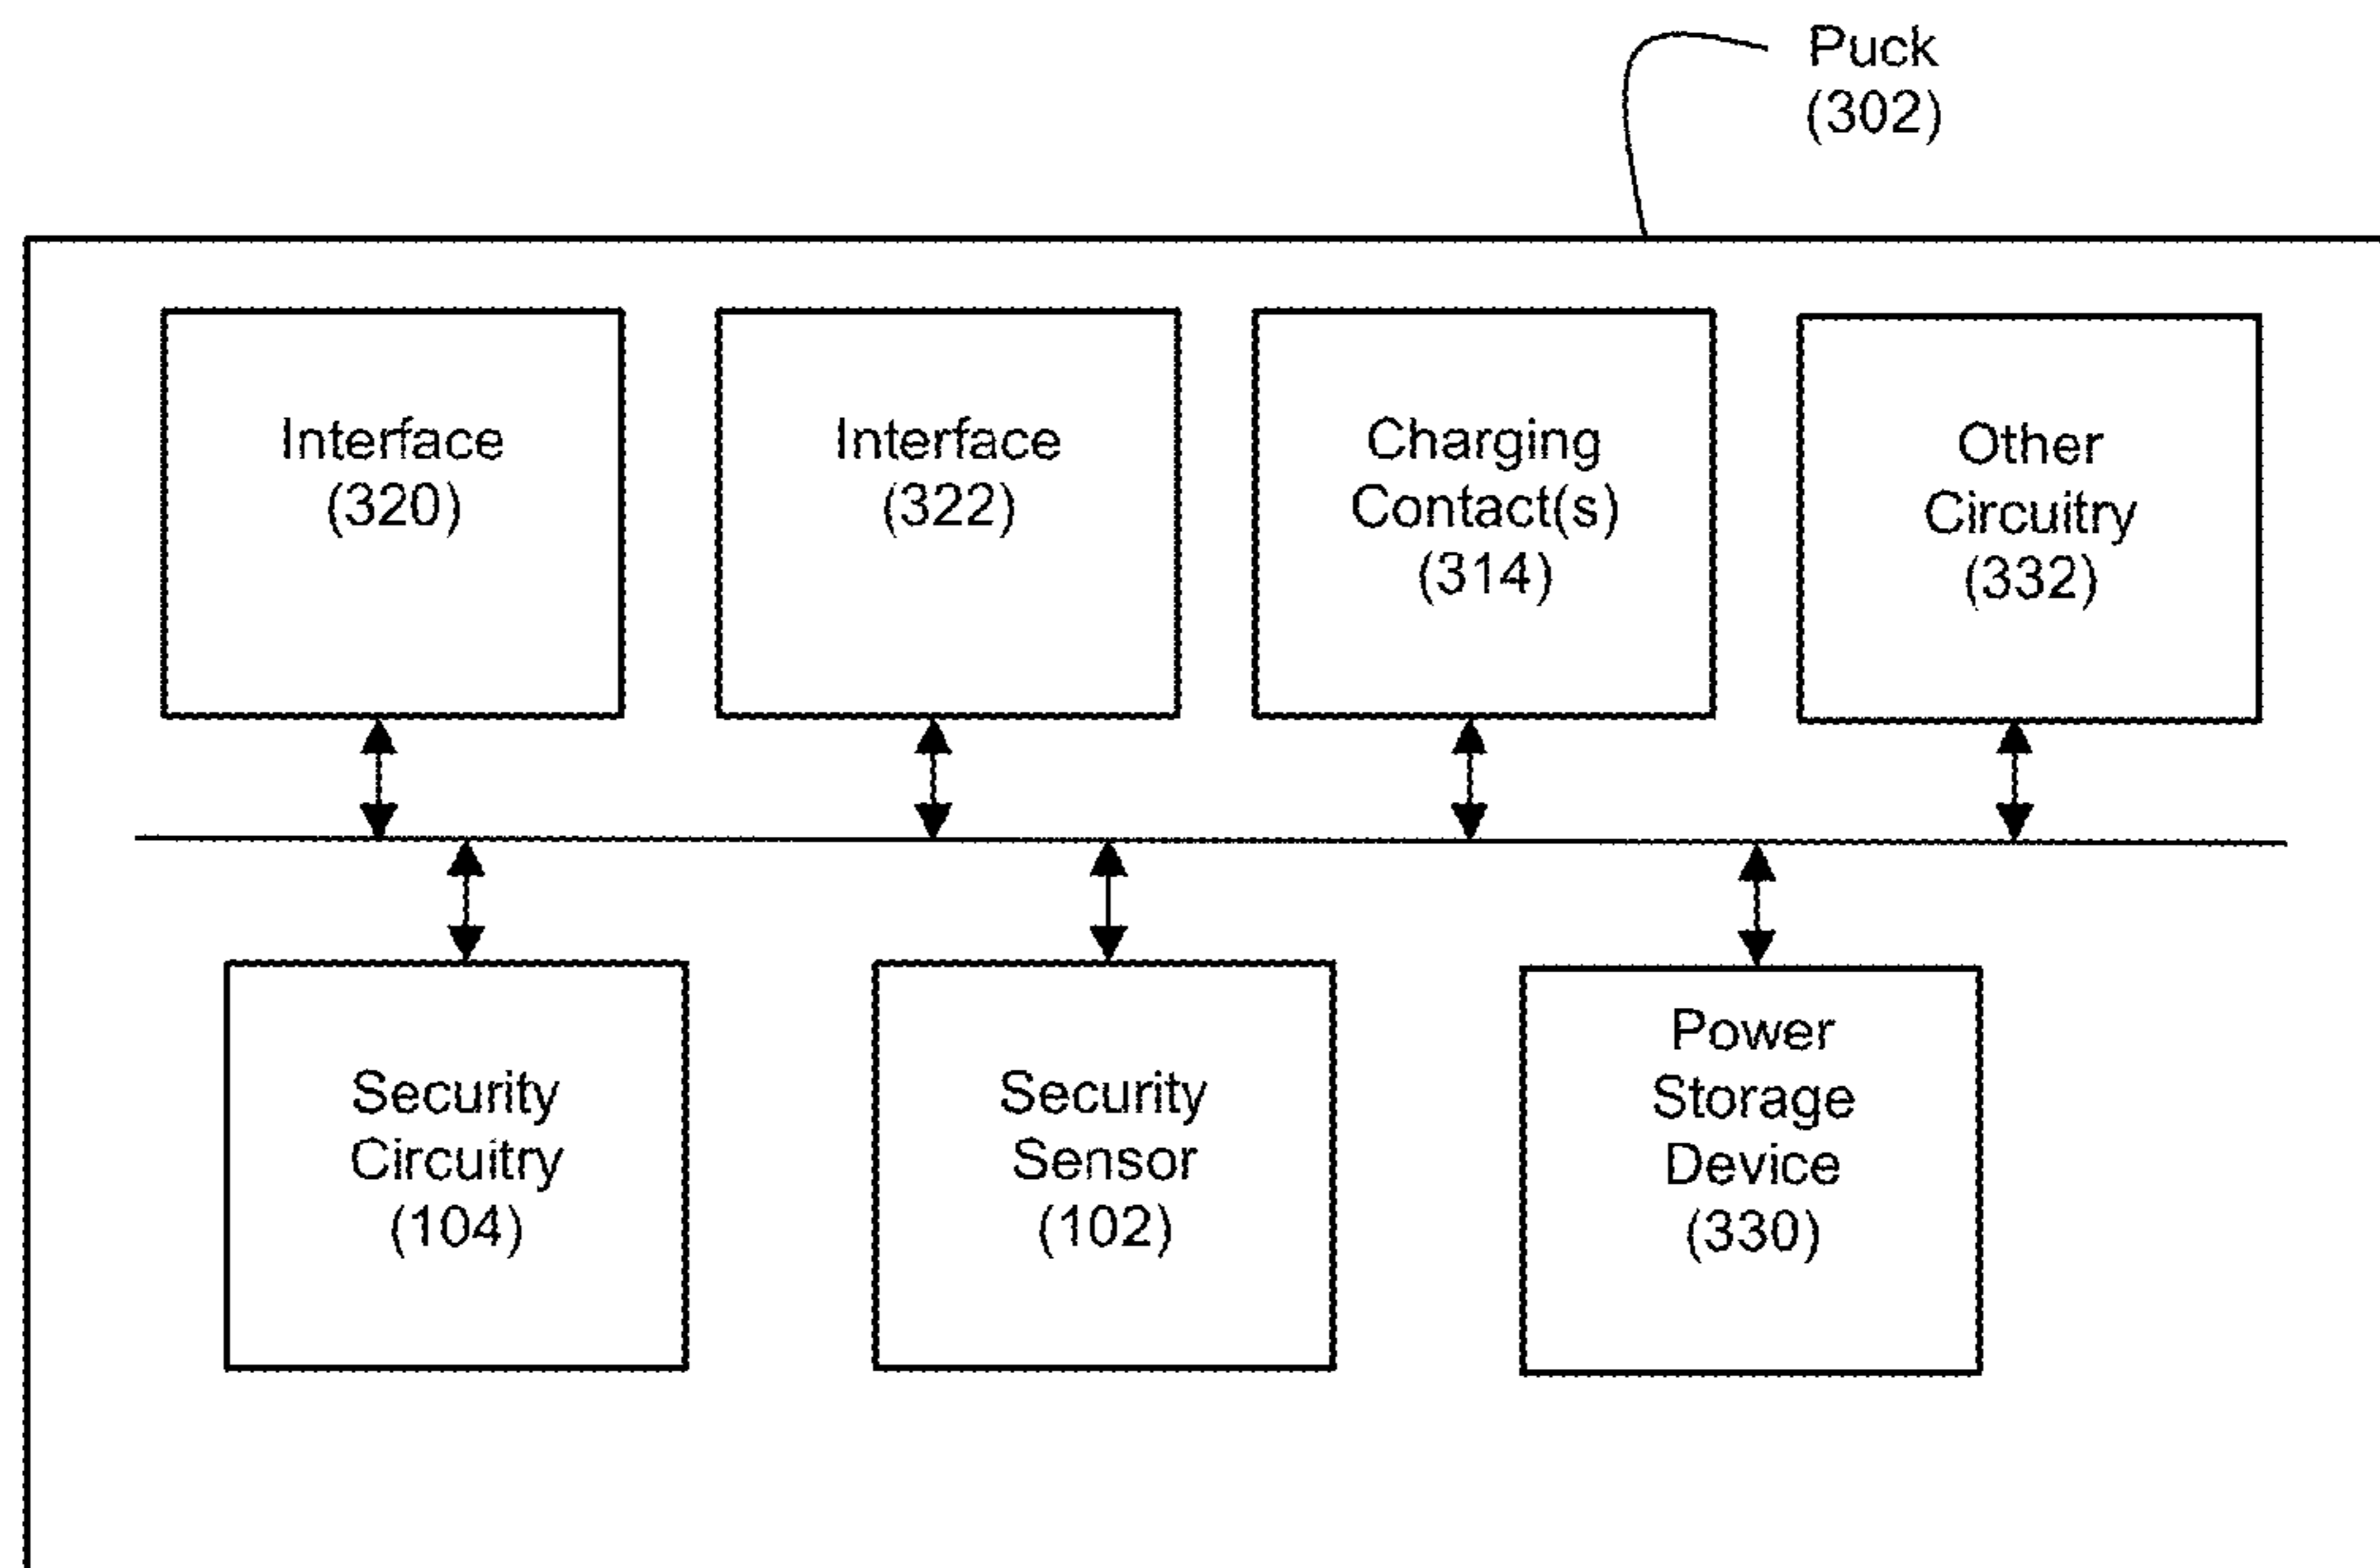 Puck
(302)
Interface
(320)
Interface
(322)
Charging
Contact(s)
(314)
Other
Circuitry
(332)
Security
Circuitry
(104)
Security
Sensor
(102)
Power
Storage
Device
(330)